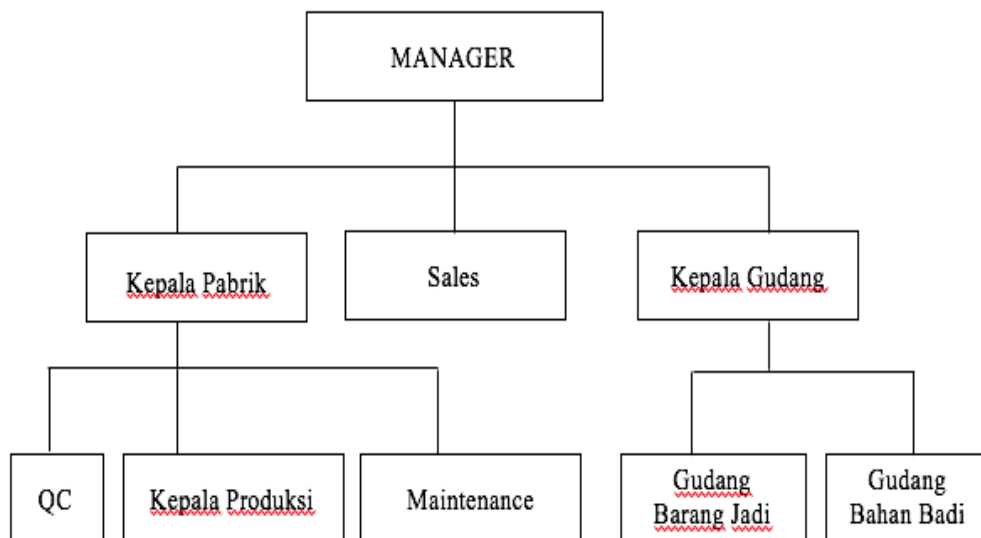 MANAGER
Kepala Pabrik
Sales
Kepala Gudang
QC
Kepala Produksi
Maintenance
Gudang
Barang Jadi
Gudang
Bahan Badi